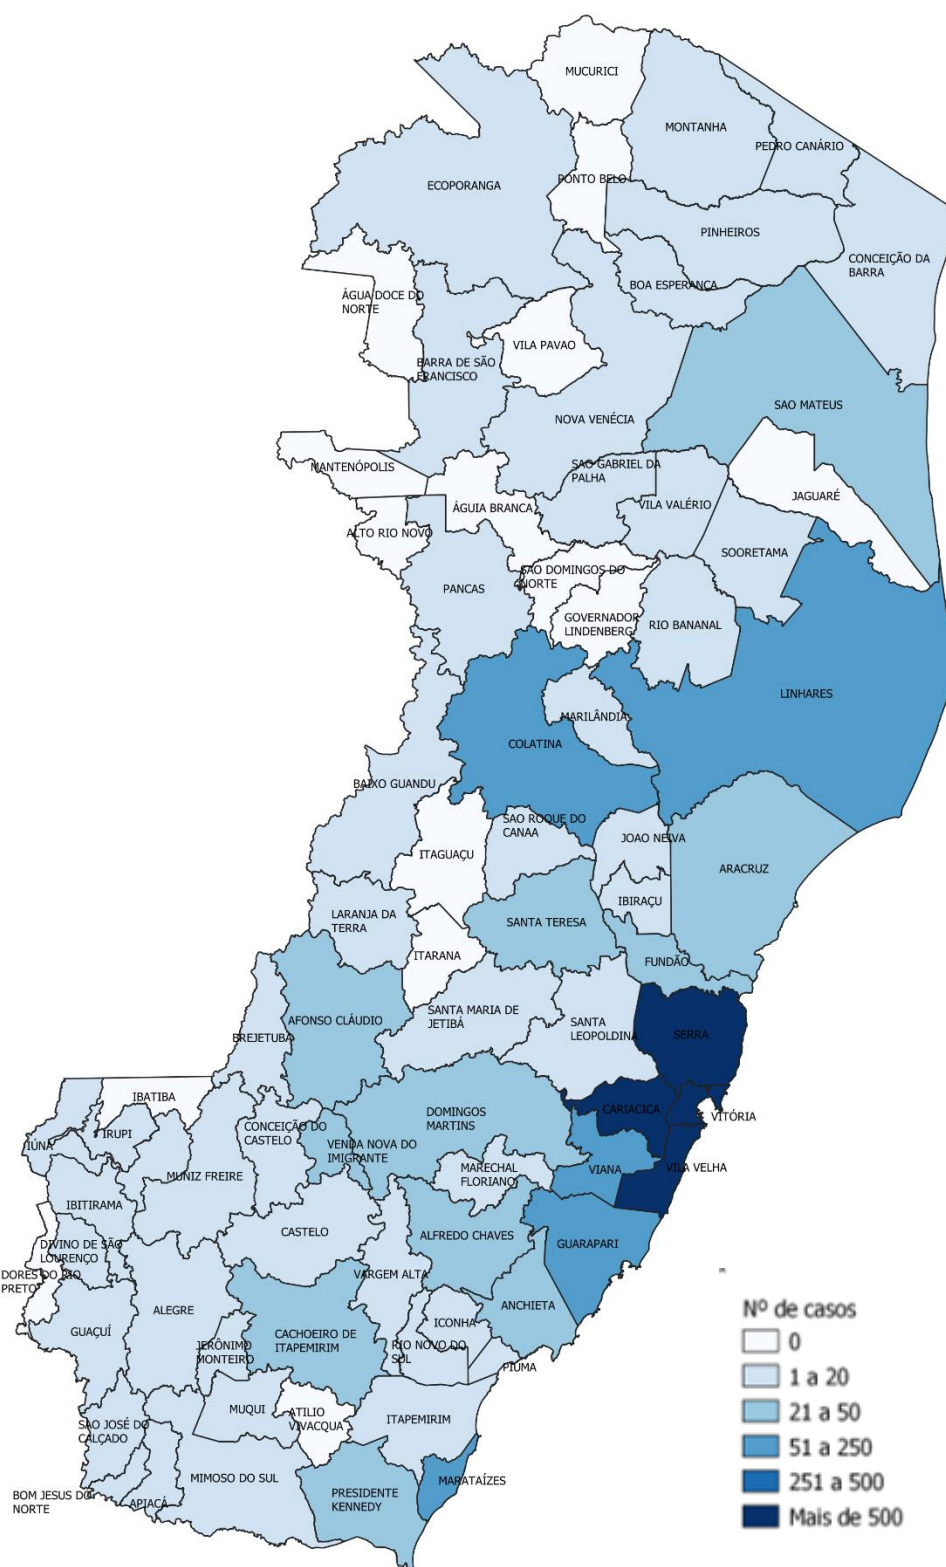 MUCURICI
MONTANHA
PEDRO CANÁRIO
PONTO BELO
ECOPORANGA
PINHEIROS
CONCEIÇÃO DA
BARRA
BOA ESPERANÇA
ÁGUA DOCE DO
NORTE
VILA PAVAO
BARRA DE SÃO
FRANCISCO
SAO MATEUS
NOVA VENÉCIA
MANTENÓPOLIS
SAO GABRIEL DA
PALHA
JAGUARÉ
VILA VALÉRIO
ÁGUIA BRANCA
ALTO RIO NOVO
SOORETAMA
SAO DOMINGOS DO
NORTE
PANCAS
GOVERNADOR
LINDENBERG
RIO BANANAL
LINHARES
MARILÂNDIA
COLATINA
BAIXO GUANDU
SAO ROQUE DO
CANAA
JOAO NEIVA
ITAGUAÇU
ARACRUZ
IBIRAÇU
LARANJA DA
TERRA
SANTA TERESA
ITARANA
FUNDÃO
SANTA MARIA DE
JETIBÁ
SANTA
LEOPOLDINA
AFONSO CLÁUDIO
BREJETUBA
SERRA
IBATIBA
CARIACICA
VITÓRIA
DOMINGOS
MARTINS
CONCEIÇÃO DO
CASTELO
IRUPI
IÚNA
VENDA NOVA DO
IMIGRANTE
MARECHAL
FLORIANO
VIANA
VILA VELHA
MUNIZ FREIRE
IBITIRAMA
CASTELO
ALFREDO CHAVES
GUARAPARI
DIVINO DE SÃO
LOURENÇO
DORES DO RIO
PRETO
VARGEM ALTA
ANCHIETA
ALEGRE
ICONHA
GUAÇUÍ
CACHOEIRO DE
ITAPEMIRIM
JERÔNIMO
MONTEIRO
RIO NOVO DO
SUL
PIÚMA
MUQUI
ATILIO
VIVACQUA
ITAPEMIRIM
SAO JOSÉ DO
CALÇADO
MIMOSO DO SUL
MARATAÍZES
PRESIDENTE
KENNEDY
BOM JESUS DO
NORTE
APIACÁ
Nº de casos
0
1 a 20
21 a 50
51 a 250
251 a 500
Mais de 500